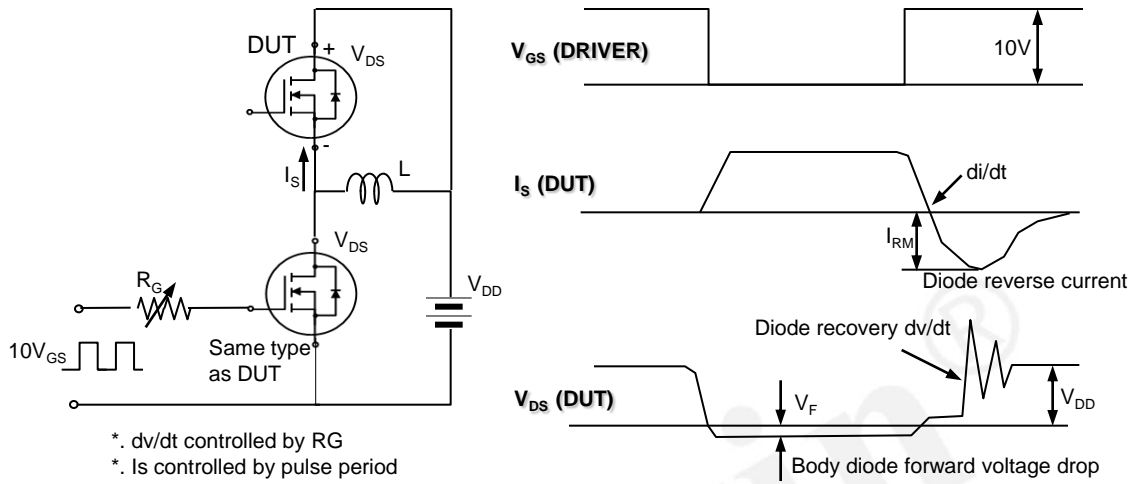 DUT
+
V_DS
-
I_S
L
V_DS
R_G
V_DD
10V_GS
Same type
as DUT
*. dv/dt controlled by RG
*. Is controlled by pulse period
V_GS (DRIVER)
10V
I_S (DUT)
di/dt
I_RM
Diode reverse current
Diode recovery dv/dt
V_DS (DUT)
V_F
V_DD
Body diode forward voltage drop
in
®